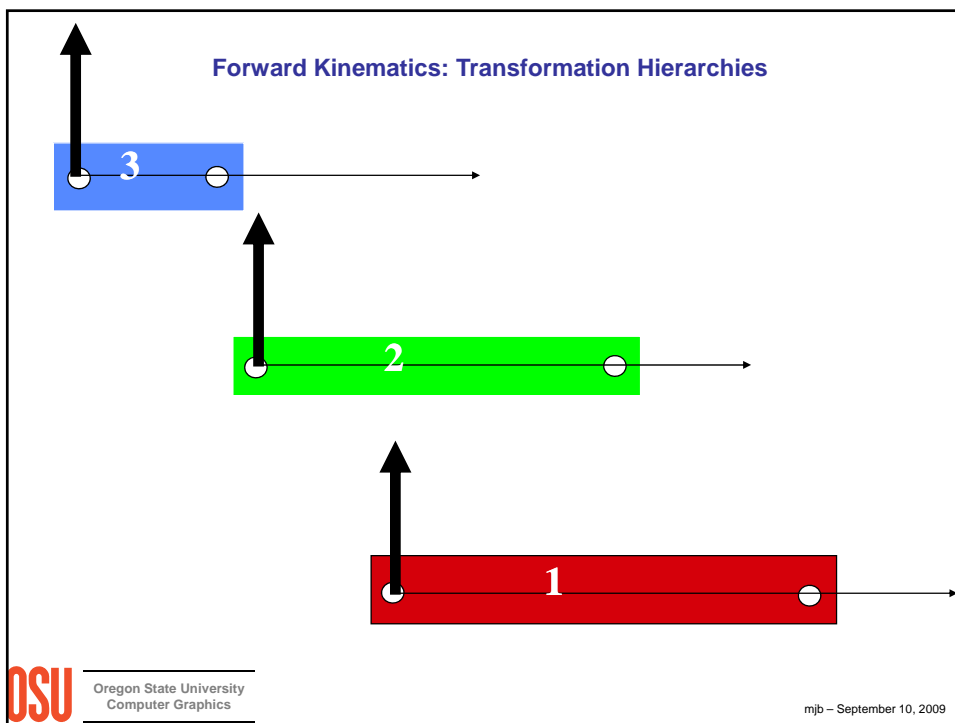 Forward Kinematics: Transformation Hierarchies
3
2
1
OSU
Oregon State University
Computer Graphics
mjb – September 10, 2009